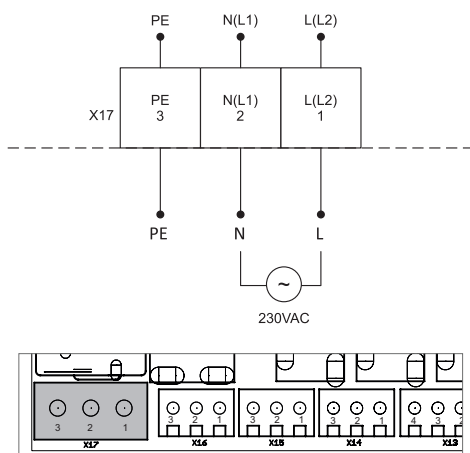 PE N(L1) L(L2)
X17
PE N(L1) L(L2)
3 2 1
PE N L
~
230VAC
3 2 1 3 2 1 3 2 1 3 2 1 4 3 2
X17 X16 X15 X14 X13